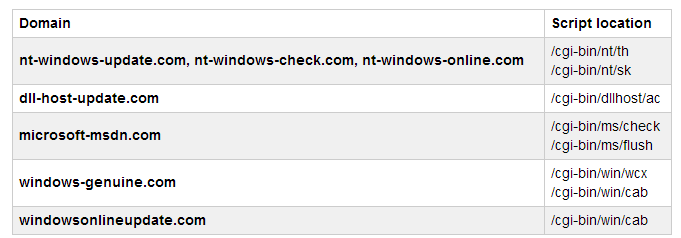 Domain Script location
nt-windows-update.com, nt-windows-check.com, nt-windows-online.com /cgi-bin/nt/th
/cgi-bin/nt/sk
dll-host-update.com /cgi-bin/dllhost/ac
microsoft-msdn.com /cgi-bin/ms/check
/cgi-bin/ms/flush
windows-genuine.com /cgi-bin/win/wcx
/cgi-bin/win/cab
windowsonlineupdate.com /cgi-bin/win/cab